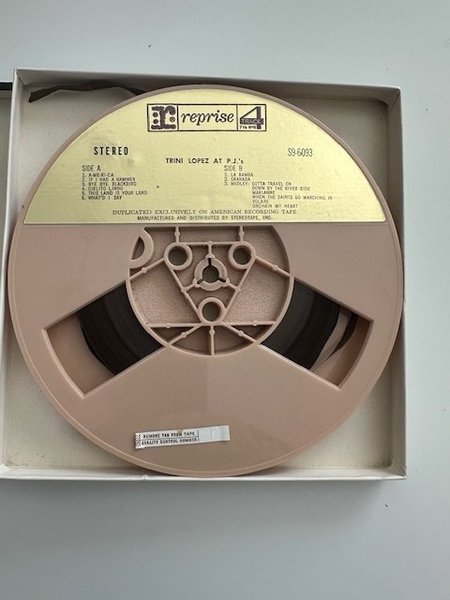 R reprise 4
TRACK
7½ IPS
STEREO
TRINI LOPEZ AT P.J.'s
S9-6093
SIDE A
1. A-ME-RI-CA
2. IF I HAD A HAMMER
3. BYE BYE BLACKBIRD
4. CIELITO LINDO
5. THIS LAND IS YOUR LAND
6. WHAT'D I SAY
SIDE B
1. LA BAMBA
2. GRANADA
3. MEDLEY: GOTTA TRAVEL ON
DOWN BY THE RIVER SIDE
MARIANNE
WHEN THE SAINTS GO MARCHING IN
VOLARE
UNCHAIN MY HEART
DUPLICATED EXCLUSIVELY ON AMERICAN RECORDING TAPE
MANUFACTURED AND DISTRIBUTED BY STEREOTAPE, INC.
REMOVE TAB FROM TAPE
QUALITY CONTROL NUMBER